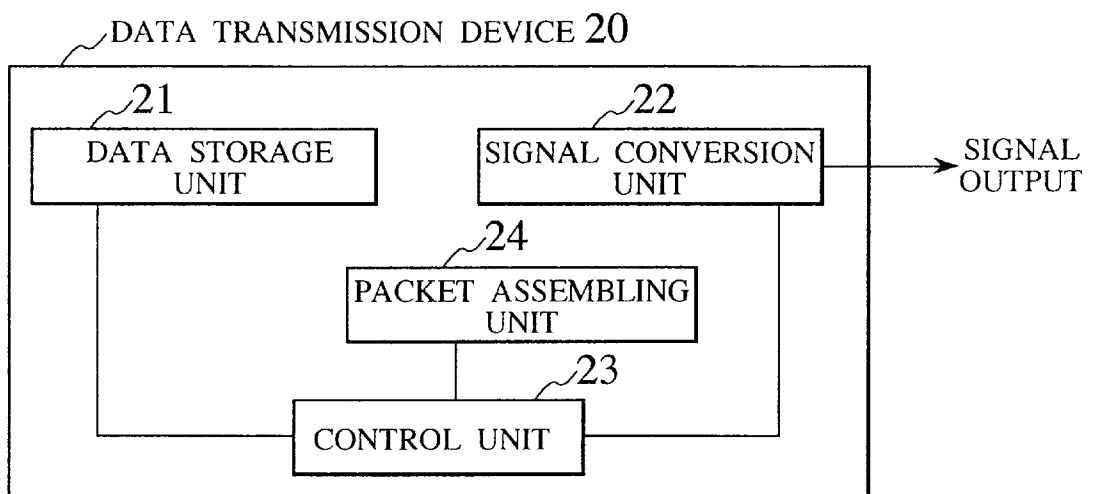 DATA TRANSMISSION DEVICE 20
21
DATA STORAGE
UNIT
22
SIGNAL CONVERSION
UNIT
SIGNAL
OUTPUT
24
PACKET ASSEMBLING
UNIT
23
CONTROL UNIT